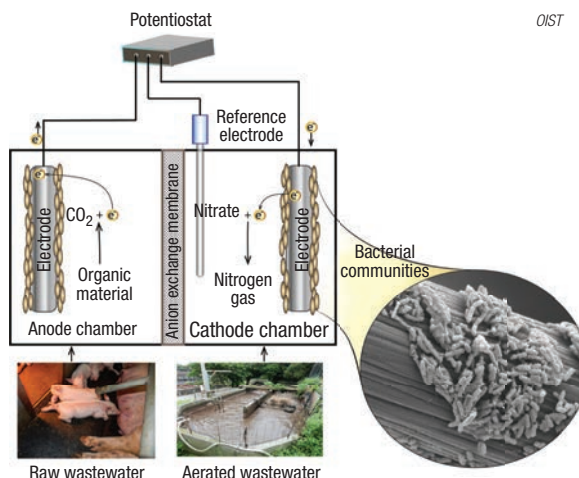 OIST
Potentiostat
Reference
electrode
e⁻
e⁻
e⁻
Electrode
CO₂ + e⁻
Organic
material
Anode chamber
Anion exchange membrane
Nitrate + e⁻
Nitrogen
gas
Cathode chamber
e⁻
Electrode
Bacterial
communities
Raw wastewater
Aerated wastewater